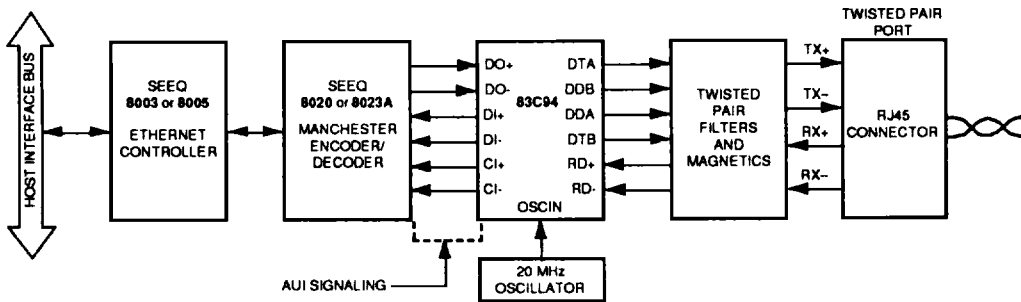 HOST INTERFACE BUS
SEEQ
8003 or 8005
ETHERNET
CONTROLLER
SEEQ
8020 or 8023A
MANCHESTER
ENCODER/
DECODER
DO+
DO-
DI+
DI-
CI+
CI-
83C94
DTA
DDB
DDA
DTB
RD+
RD-
OSCIN
20 MHz
OSCILLATOR
AUI SIGNALING
TWISTED
PAIR
FILTERS
AND
MAGNETICS
TX+
TX−
RX+
RX−
TWISTED PAIR
PORT
RJ45
CONNECTOR